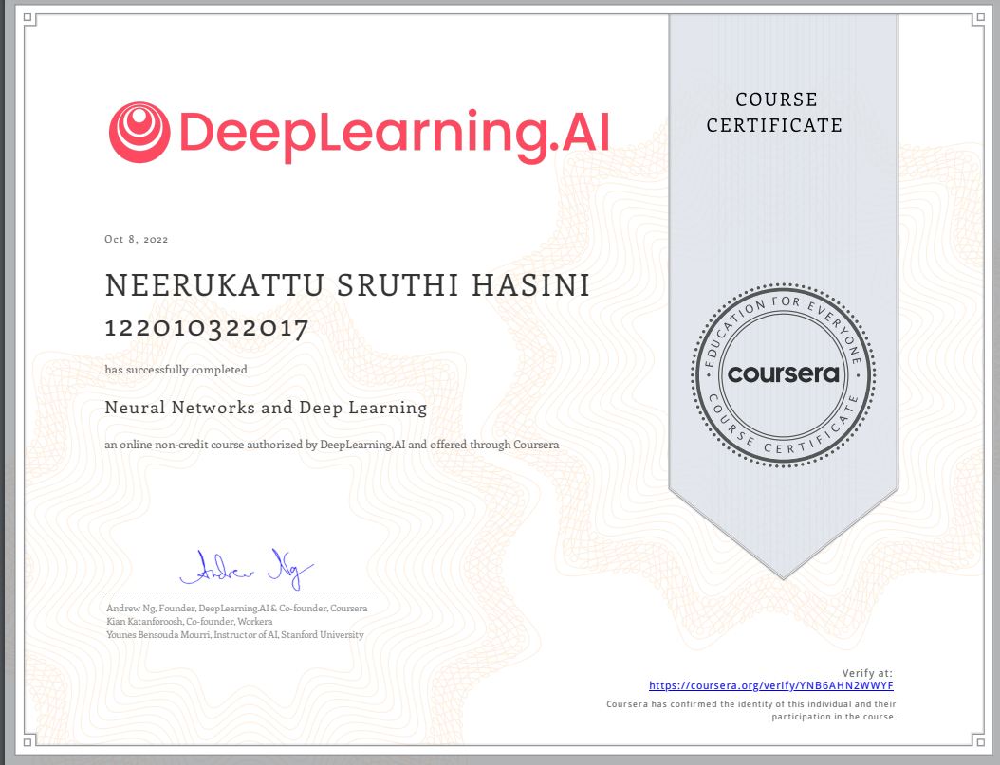 DeepLearning.AI
COURSE
CERTIFICATE
Oct 8, 2022
NEERUKATTU SRUTHI HASINI
122010322017
has successfully completed
Neural Networks and Deep Learning
an online non-credit course authorized by DeepLearning.AI and offered through Coursera
EDUCATION FOR EVERYONE
coursera
COURSE CERTIFICATE
Andrew Ng
Andrew Ng, Founder, DeepLearning.AI & Co-founder, Coursera
Kian Katanforoosh, Co-founder, Workera
Younes Bensouda Mourri, Instructor of AI, Stanford University
Verify at:
https://coursera.org/verify/YNB6AHN2WWYF
Coursera has confirmed the identity of this individual and their
participation in the course.